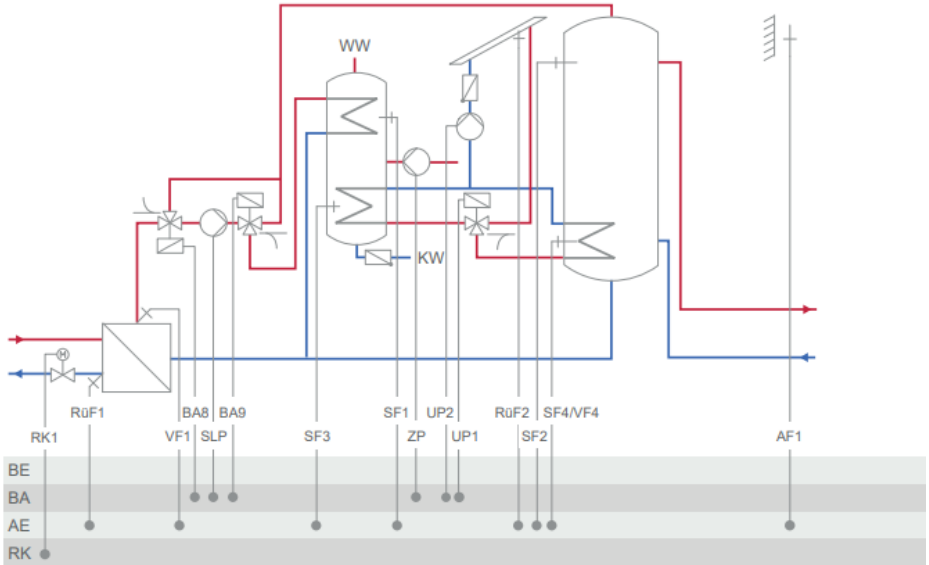 WW
KW
M
RüF1 BA8 BA9 SF1 UP2 RüF2 SF4/VF4
RK1 VF1 SLP SF3 ZP UP1 SF2 AF1
BE
BA
AE
RK